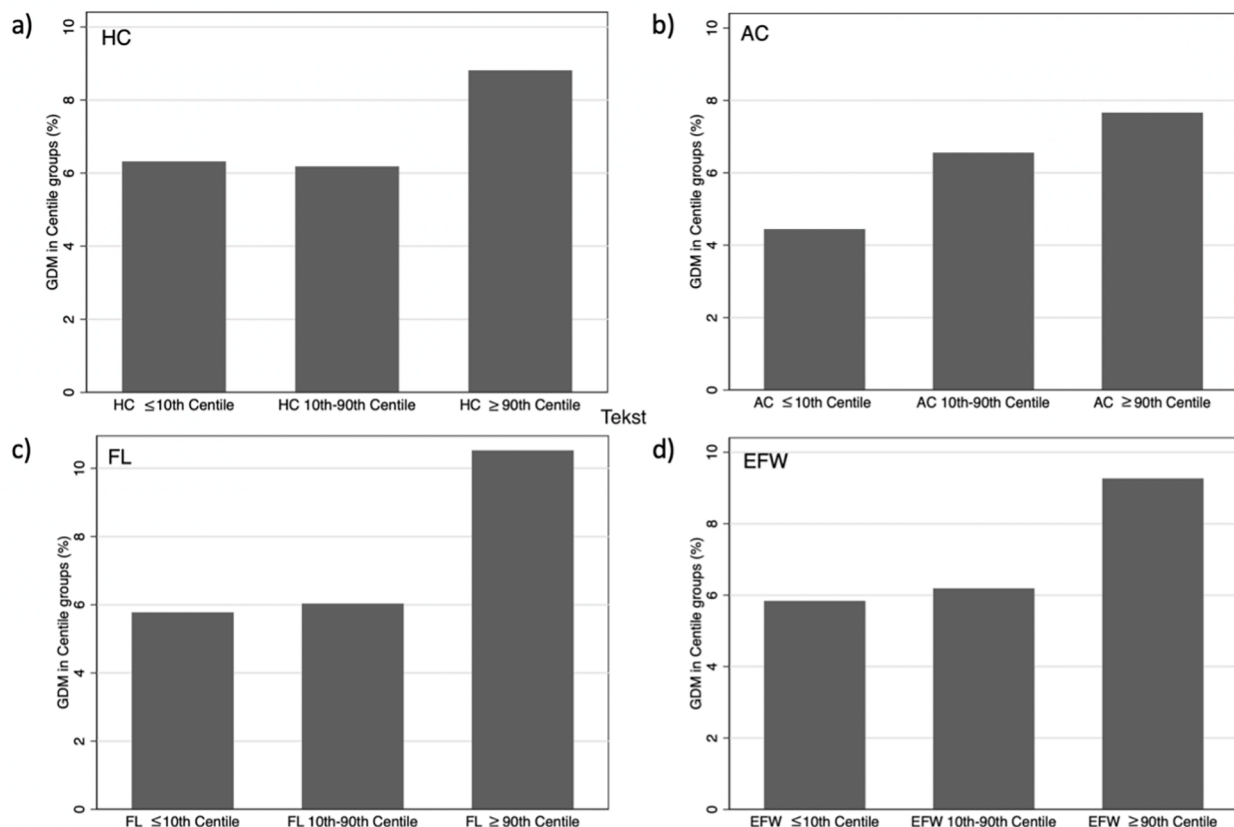 a)
HC
GDM in Centile groups (%)
10
8
6
4
2
0
HC ≤10th Centile HC 10th-90th Centile HC ≥ 90th Centile
b)
AC
GDM in Centile groups (%)
10
8
6
4
2
0
AC ≤10th Centile AC 10th-90th Centile AC ≥90th Centile
Tekst
c)
FL
GDM in Centile groups (%)
10
8
6
4
2
0
FL ≤10th Centile FL 10th-90th Centile FL ≥ 90th Centile
d)
EFW
GDM in Centile groups (%)
10
8
6
4
2
0
EFW ≤10th Centile EFW 10th-90th Centile EFW ≥ 90th Centile